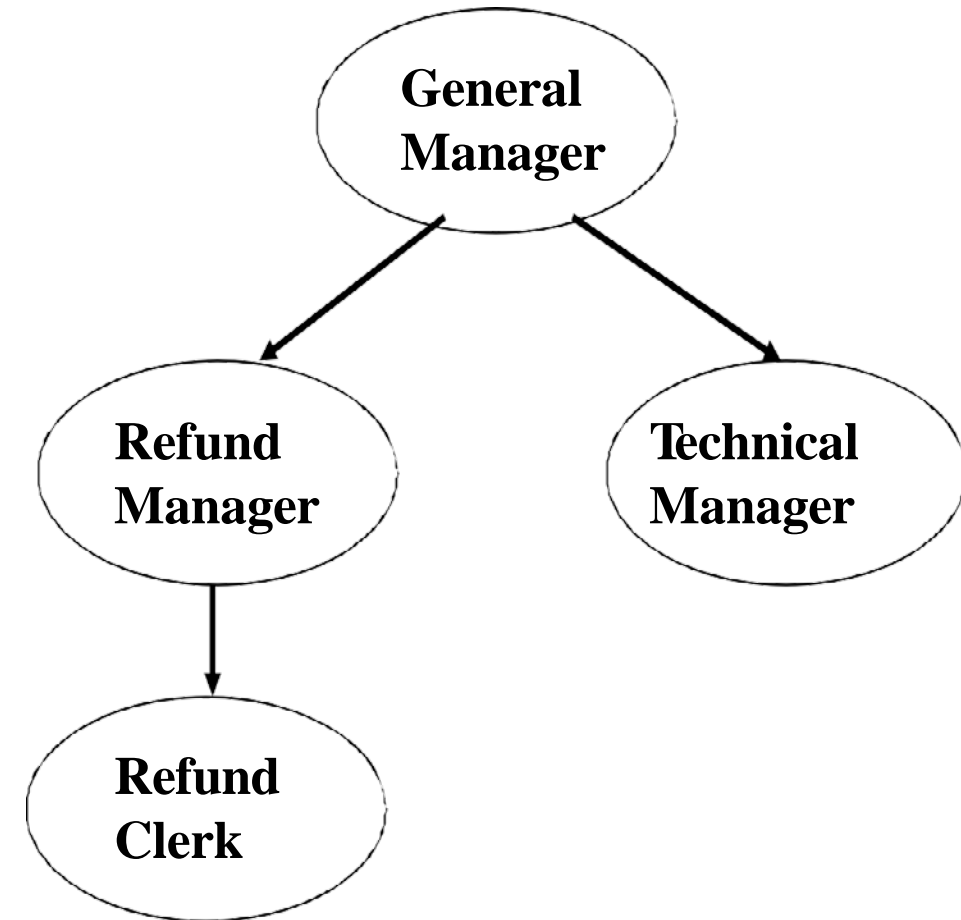 General
Manager
Refund
Manager
Technical
Manager
Refund
Clerk